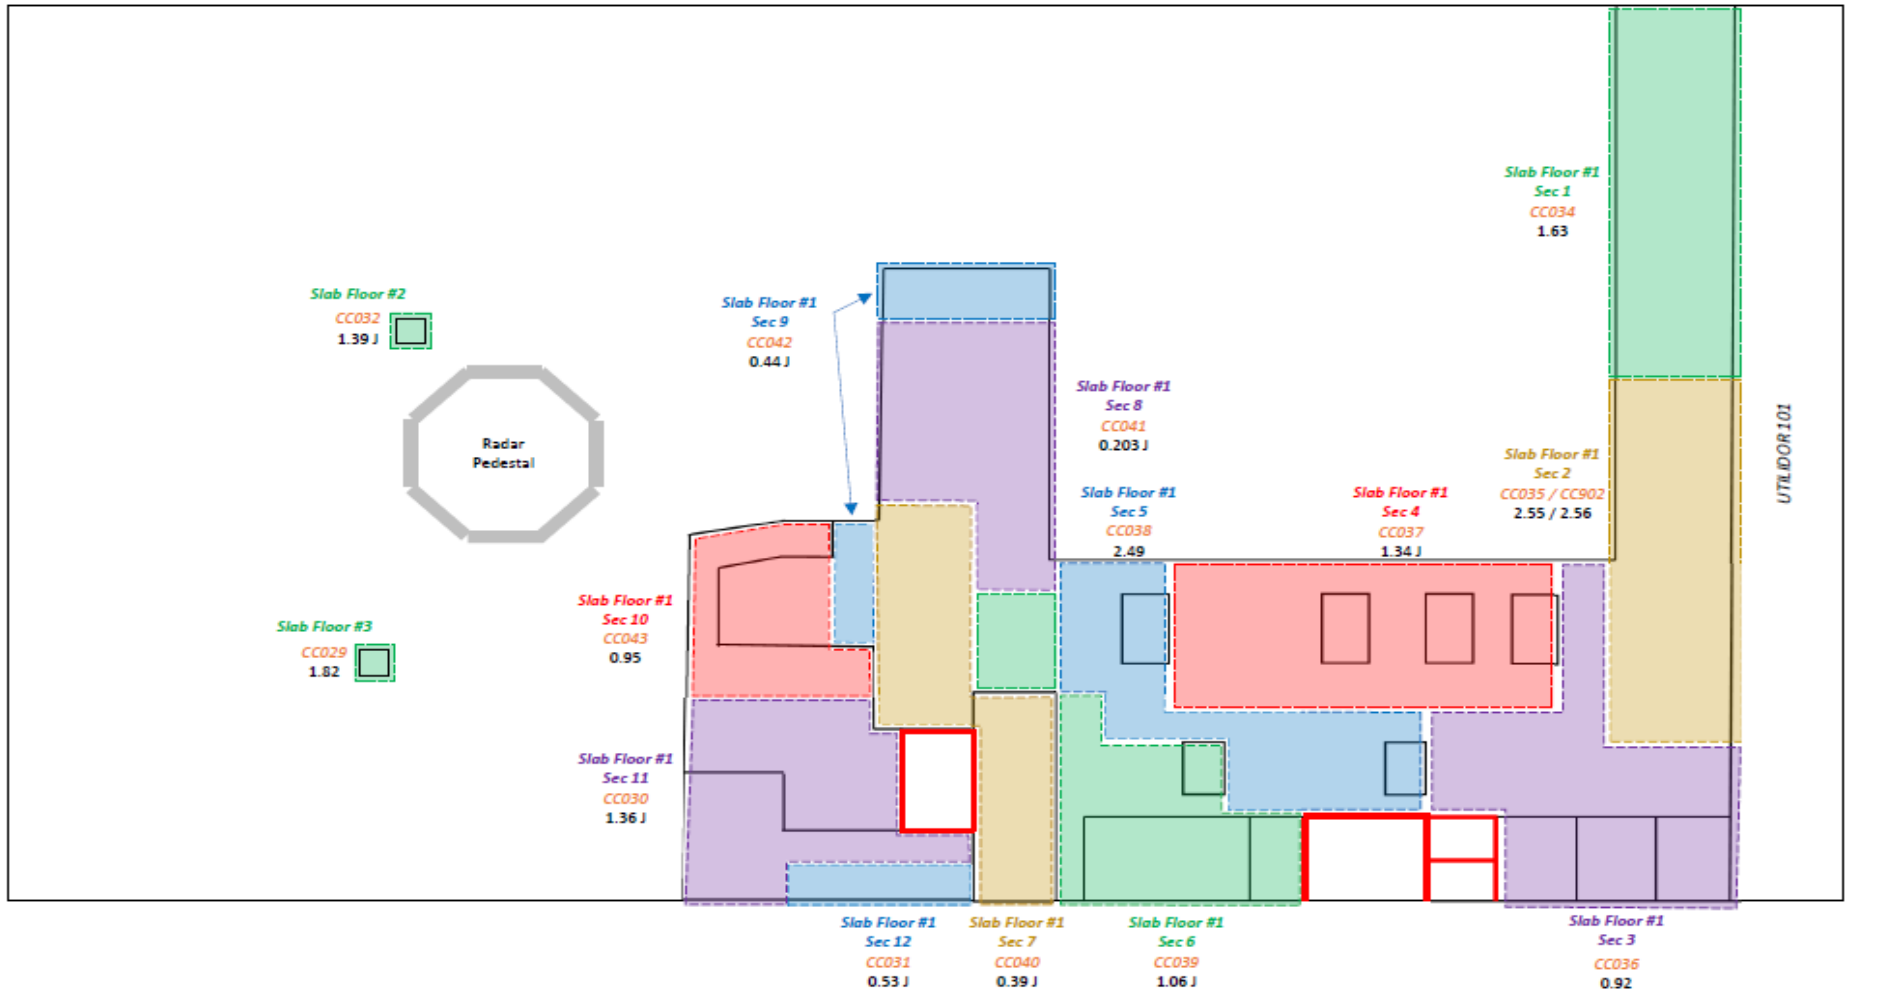 Slab Floor #1
Sec 1
CC034
1.63
Slab Floor #2
CC032
1.39 J
Slab Floor #1
Sec 9
CC042
0.44 J
Slab Floor #1
Sec 8
CC041
0.203 J
Radar
Pedestal
Slab Floor #1
Sec 2
CC035 / CC902
2.55 / 2.56
UTILIDOR 101
Slab Floor #1
Sec 5
CC038
2.49
Slab Floor #1
Sec 4
CC037
1.34 J
Slab Floor #1
Sec 10
CC043
0.95
Slab Floor #3
CC029
1.82
Slab Floor #1
Sec 11
CC030
1.36 J
Slab Floor #1
Sec 12
CC031
0.53 J
Slab Floor #1
Sec 7
CC040
0.39 J
Slab Floor #1
Sec 6
CC039
1.06 J
Slab Floor #1
Sec 3
CC036
0.92